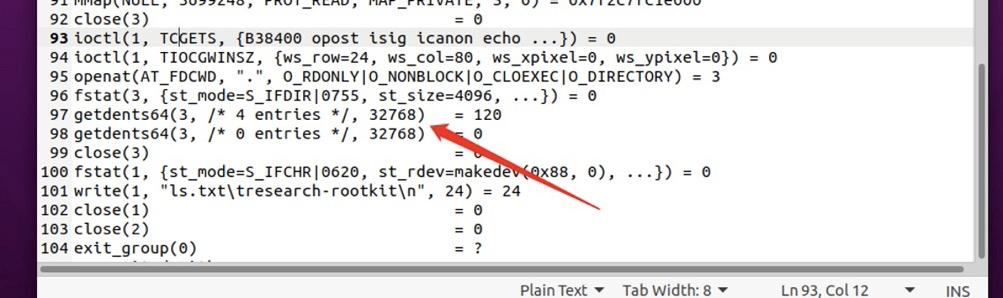 91 mmap(NULL, 3699248, PROT_READ, MAP_PRIVATE, 3, 0) = 0x7f2c7fc1e000
92 close(3) = 0
93 ioctl(1, TCGETS, {B38400 opost isig icanon echo ...}) = 0
94 ioctl(1, TIOCGWINSZ, {ws_row=24, ws_col=80, ws_xpixel=0, ws_ypixel=0}) = 0
95 openat(AT_FDCWD, ".", O_RDONLY|O_NONBLOCK|O_CLOEXEC|O_DIRECTORY) = 3
96 fstat(3, {st_mode=S_IFDIR|0755, st_size=4096, ...}) = 0
97 getdents64(3, /* 4 entries */, 32768) = 120
98 getdents64(3, /* 0 entries */, 32768) = 0
99 close(3) = 0
100 fstat(1, {st_mode=S_IFCHR|0620, st_rdev=makedev(0x88, 0), ...}) = 0
101 write(1, "ls.txt\tresearch-rootkit\n", 24) = 24
102 close(1) = 0
103 close(2) = 0
104 exit_group(0) = ?
Plain Text Tab Width: 8 Ln 93, Col 12 INS